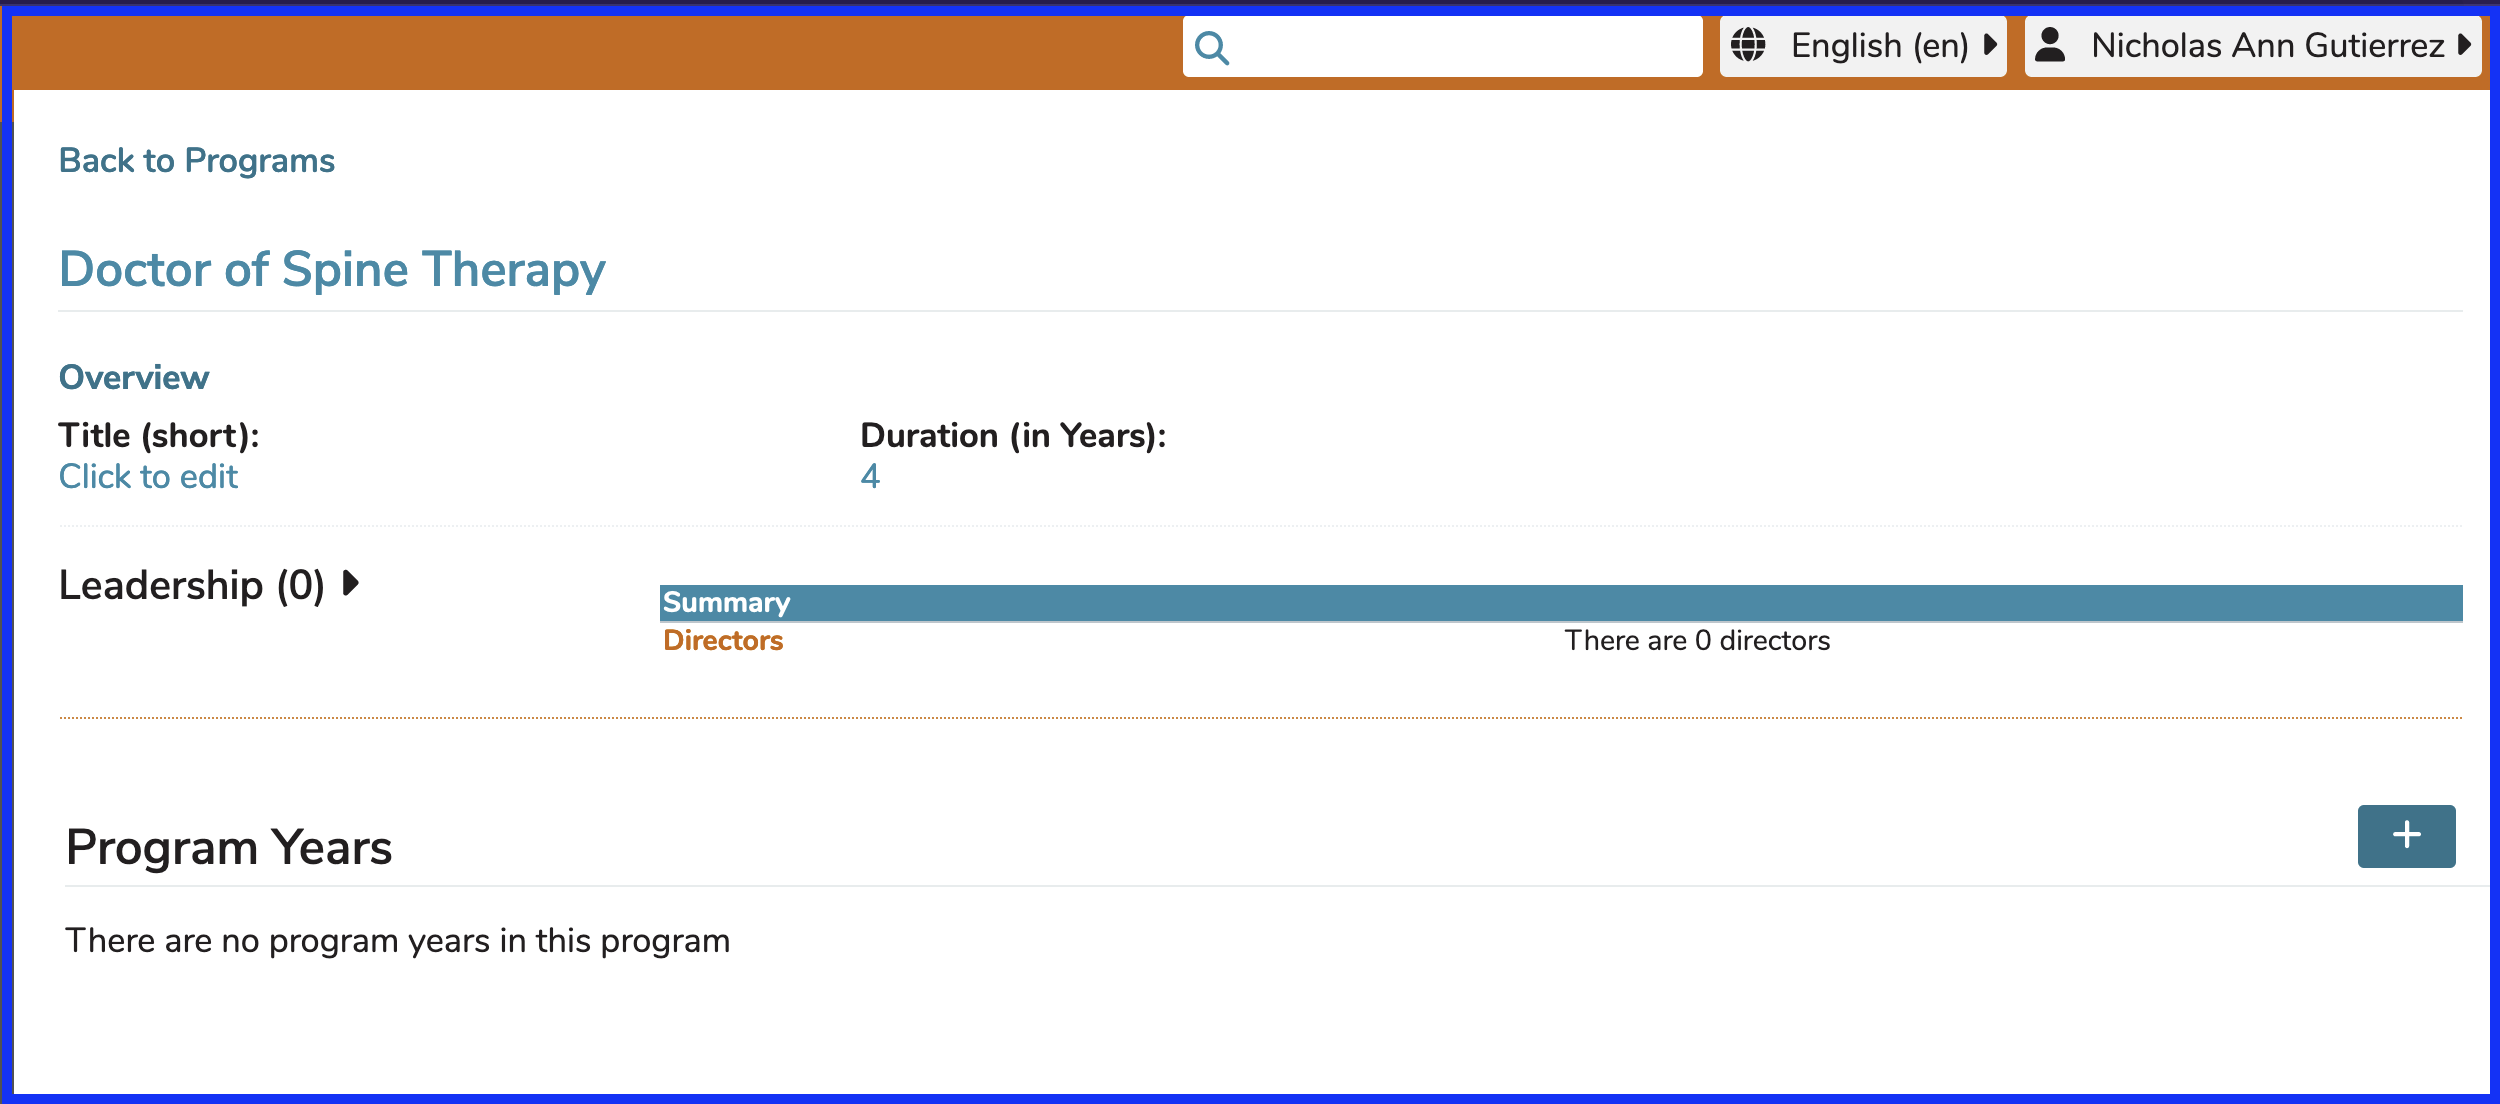 English (en)
Nicholas Ann Gutierrez
Back to Programs
Doctor of Spine Therapy
Overview
Title (short):
Click to edit
Duration (in Years):
4
Leadership (0)
Summary
Directors
There are 0 directors
Program Years
There are no program years in this program